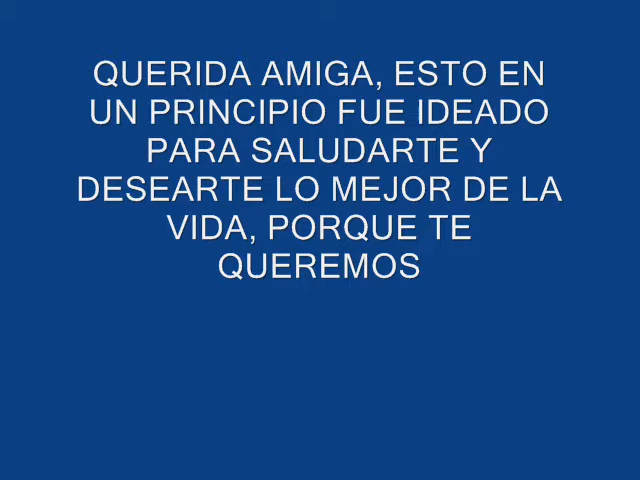 QUERIDA AMIGA, ESTO EN
UN PRINCIPIO FUE IDEADO
PARA SALUDARTE Y
DESEARTE LO MEJOR DE LA
VIDA, PORQUE TE
QUEREMOS